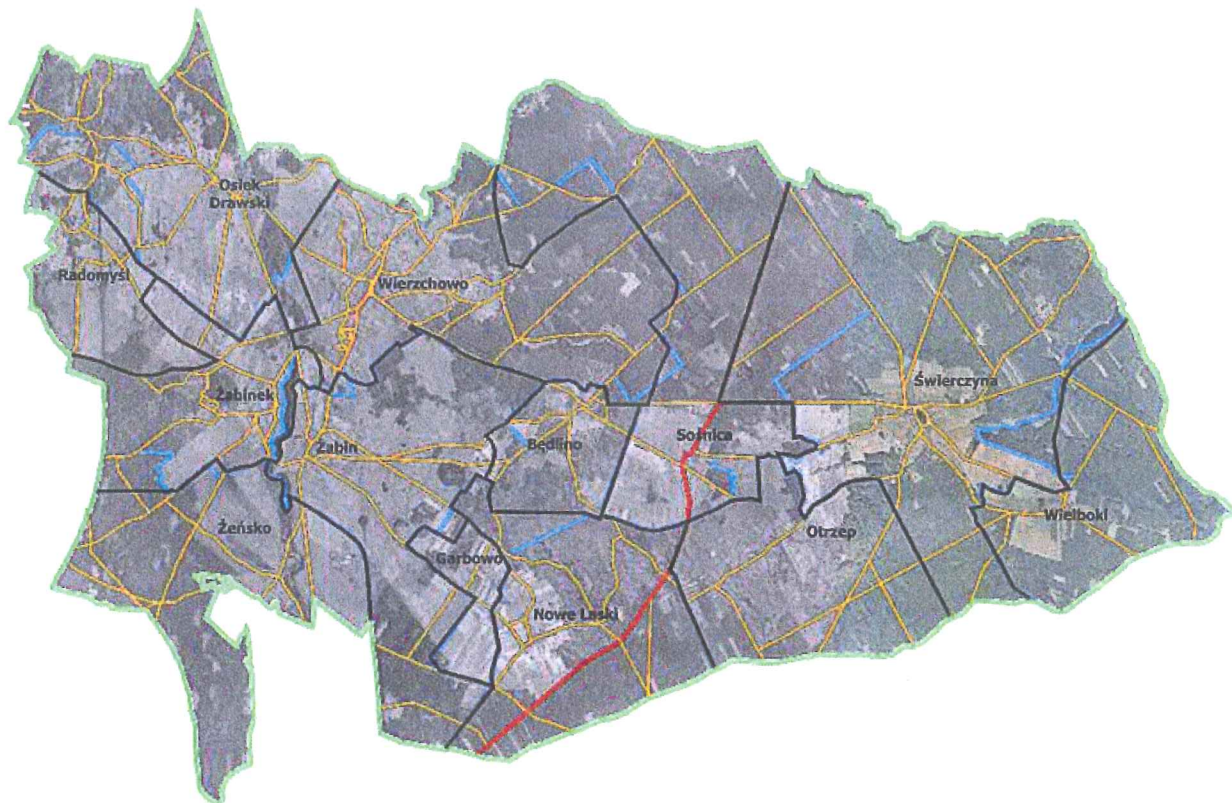 Osiek
Drawski
Radomyśl
Wierzchowo
Świerczyna
Żabinek
Sośnica
Żabin
Będlino
Wielboki
Żeńsko
Otrzep
Garbowo
Nowe Laski